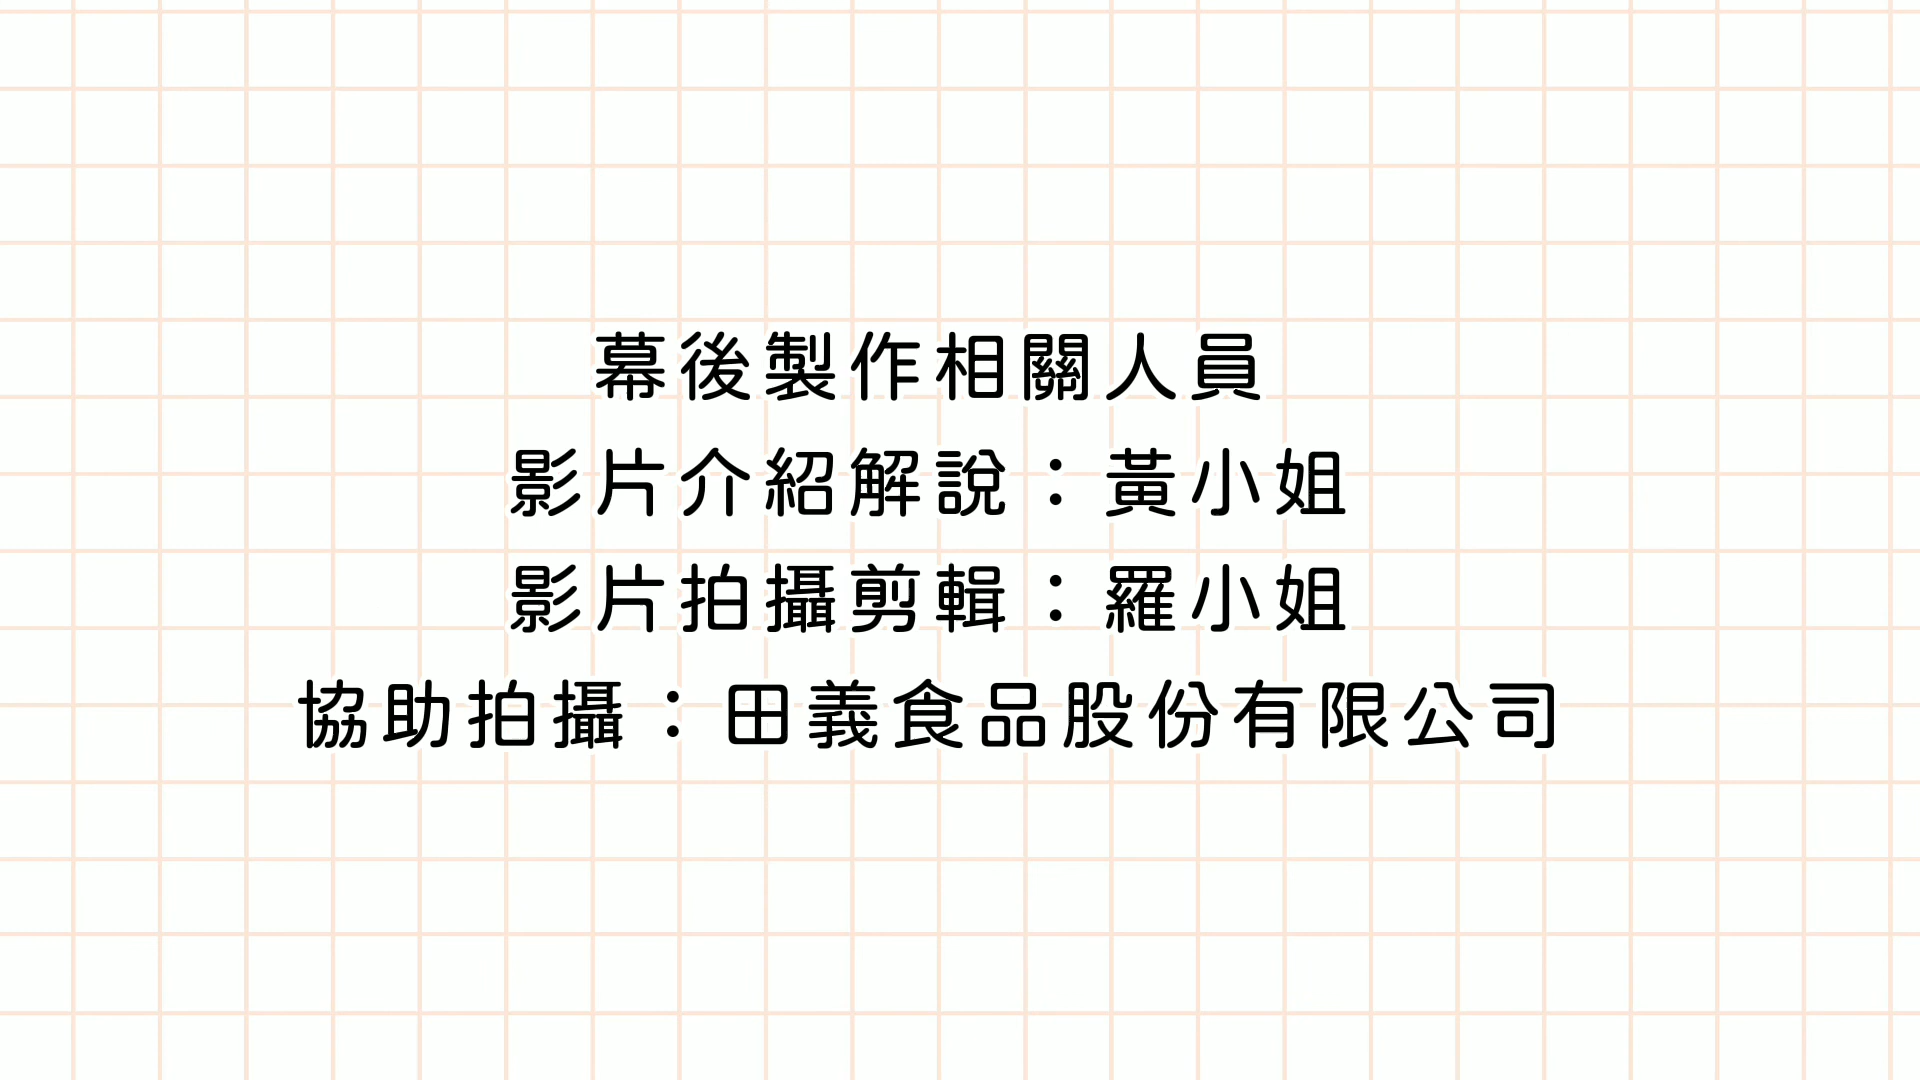 幕後製作相關人員
影片介紹解說：黃小姐
影片拍攝剪輯：羅小姐
協助拍攝：田義食品股份有限公司